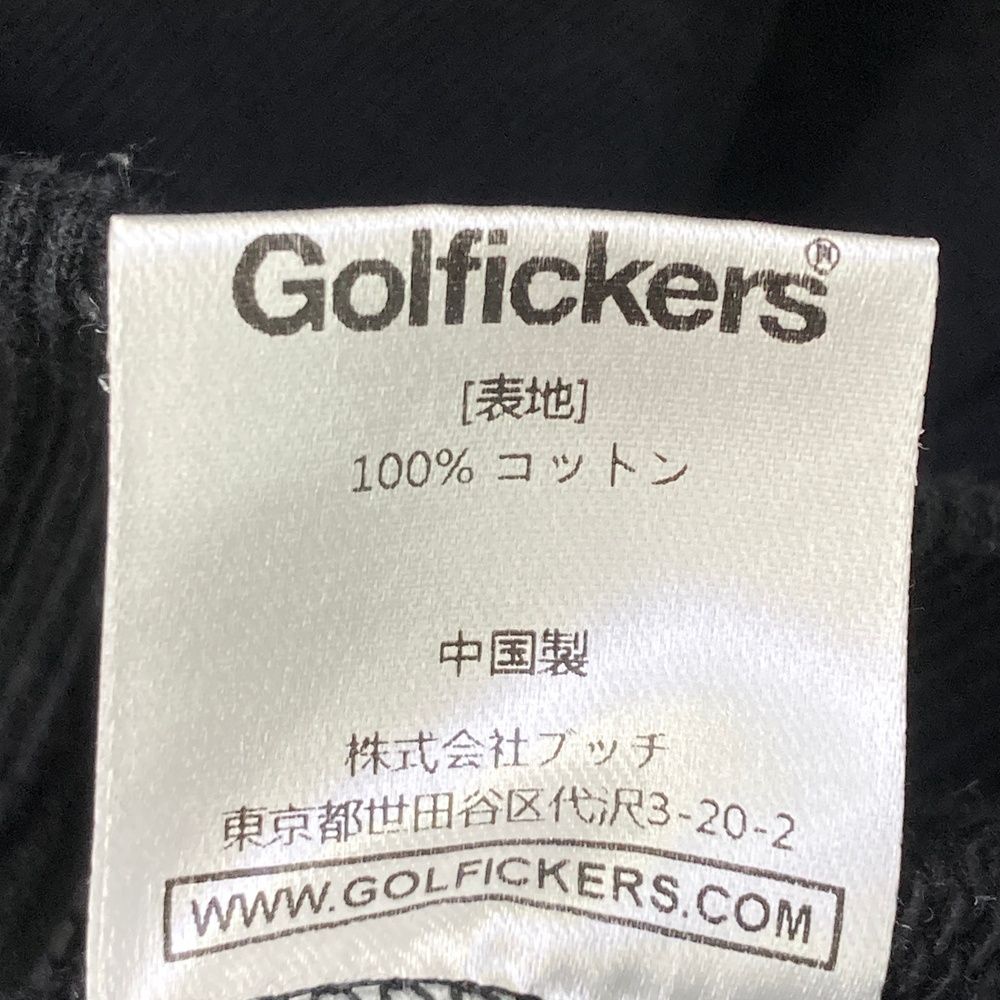 Golfickers®
[表地]
100% コットン
中国製
株式会社ブッチ
東京都世田谷区代沢3-20-2
WWW.GOLFICKERS.COM